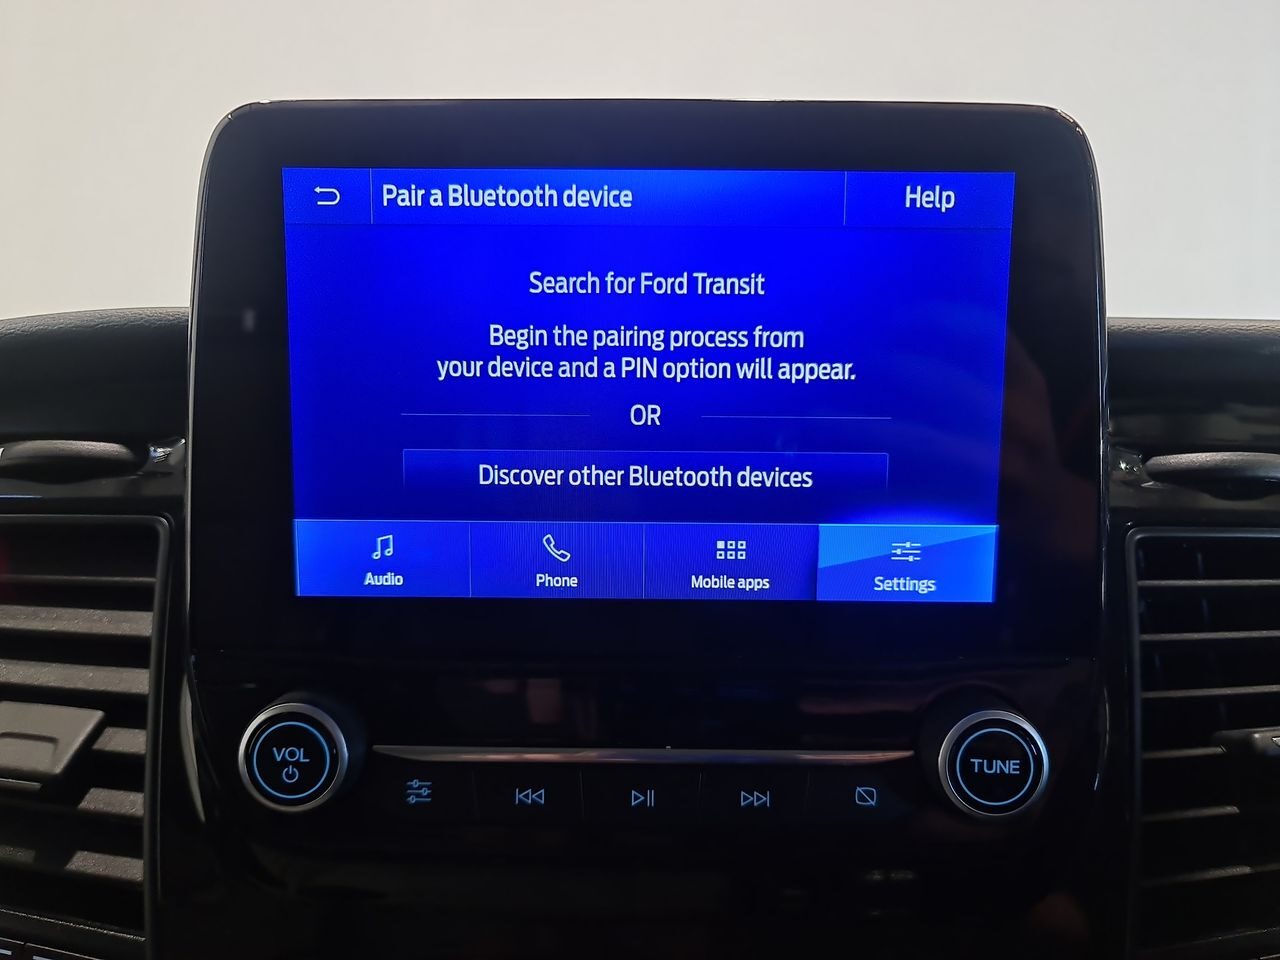 Pair a Bluetooth device
Help
Search for Ford Transit
Begin the pairing process from
your device and a PIN option will appear.
OR
Discover other Bluetooth devices
Audio
Phone
Mobile apps
Settings
VOL
TUNE